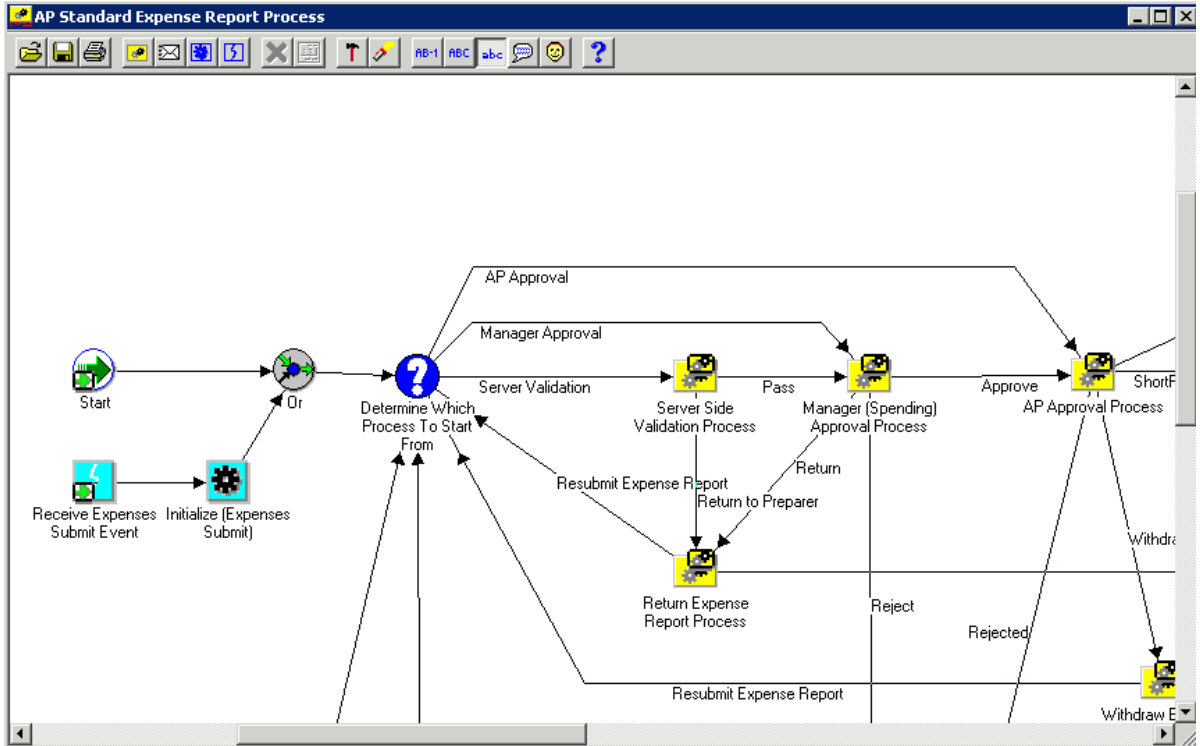 AP Standard Expense Report Process
AB-1 ABC abc
AP Approval
Manager Approval
Server Validation
Pass
Approve
ShortF
Start
Or
Determine Which
Process To Start
From
Server Side
Validation Process
Manager (Spending)
Approval Process
AP Approval Process
Return
Resubmit Expense Report
Return to Preparer
Receive Expenses
Submit Event
Initialize (Expenses
Submit)
Withdra
Return Expense
Report Process
Reject
Rejected
Resubmit Expense Report
Withdraw E